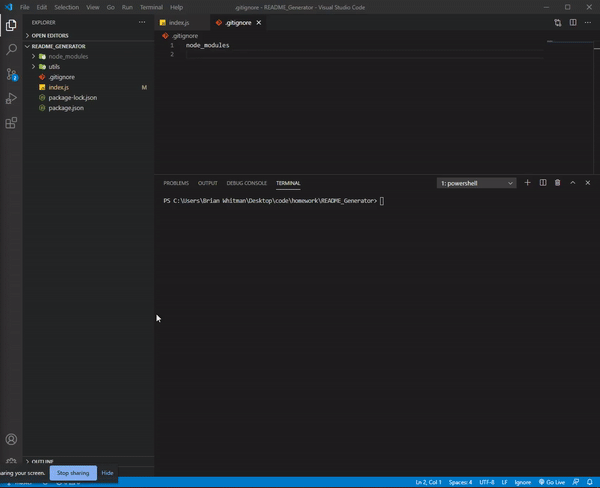 File Edit Selection View Go Run Terminal Help
.gitignore - README_Generator - Visual Studio Code
EXPLORER
OPEN EDITORS
README_GENERATOR
node_modules
utils
.gitignore
index.js M
package-lock.json
package.json
OUTLINE
index.js
.gitignore
.gitignore
1 node_modules
2
PROBLEMS OUTPUT DEBUG CONSOLE TERMINAL
1: powershell
PS C:\Users\Brian Whitman\Desktop\code\homework\README_Generator>
2
aring your screen. Stop sharing Hide
Ln 2, Col 1 Spaces: 4 UTF-8 LF Ignore Go Live